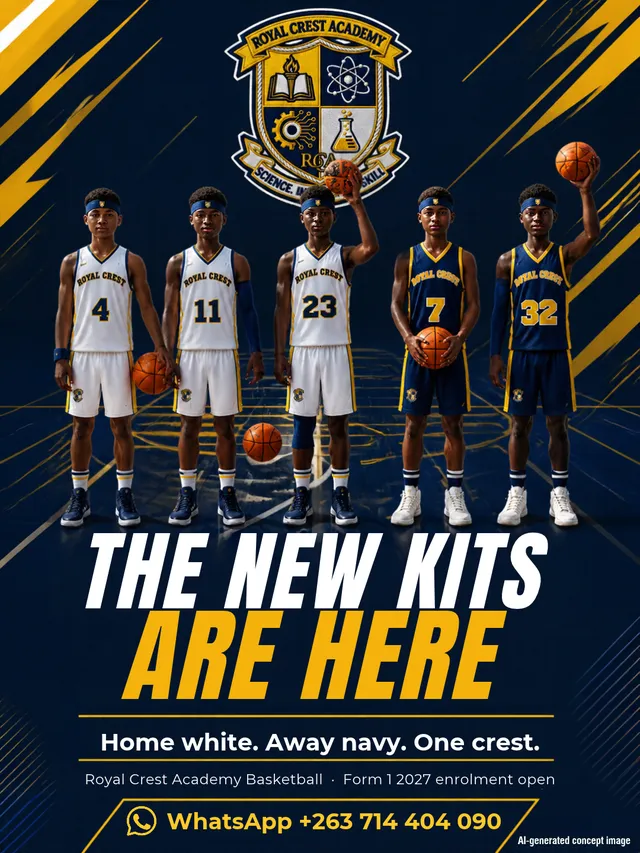 ROYAL CREST ACADEMY
SCIENCE. SKILL
ROYAL CREST
4
ROYAL CREST
11
ROYAL CREST
23
ROYAL CREST
7
ROYAL CREST
32
THE NEW KITS
ARE HERE
Home white. Away navy. One crest.
Royal Crest Academy Basketball · Form 1 2027 enrolment open
WhatsApp +263 714 404 090
AI-generated concept image